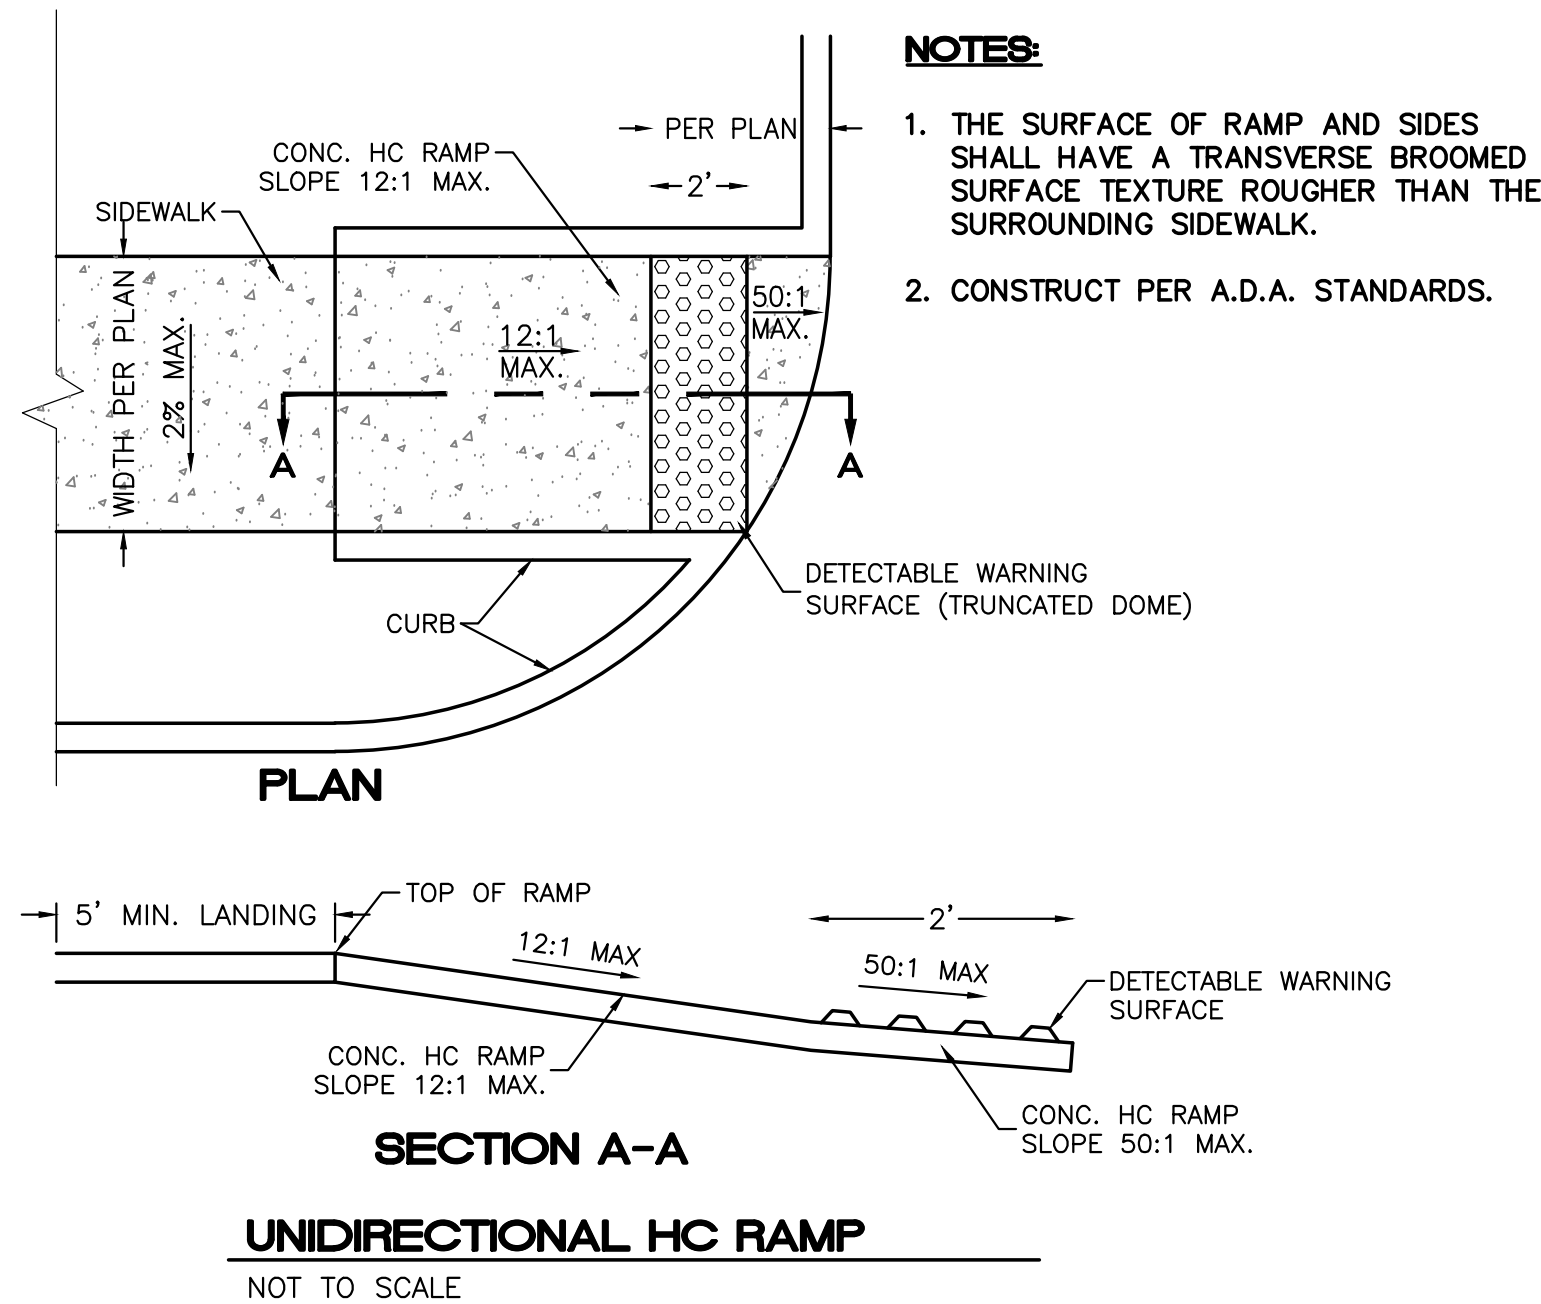 NOTES:
1. THE SURFACE OF RAMP AND SIDES
SHALL HAVE A TRANSVERSE BROOMED
SURFACE TEXTURE ROUGHER THAN THE
SURROUNDING SIDEWALK.
2. CONSTRUCT PER A.D.A. STANDARDS.
PER PLAN
CONC. HC RAMP
SLOPE 12:1 MAX.
2'
SIDEWALK
WIDTH PER PLAN
2% MAX.
12:1
MAX.
50:1
MAX.
A
A
DETECTABLE WARNING
SURFACE (TRUNCATED DOME)
CURB
PLAN
5' MIN. LANDING
TOP OF RAMP
12:1 MAX
2'
50:1 MAX
DETECTABLE WARNING
SURFACE
CONC. HC RAMP
SLOPE 12:1 MAX.
CONC. HC RAMP
SLOPE 50:1 MAX.
SECTION A-A
UNIDIRECTIONAL HC RAMP
NOT TO SCALE